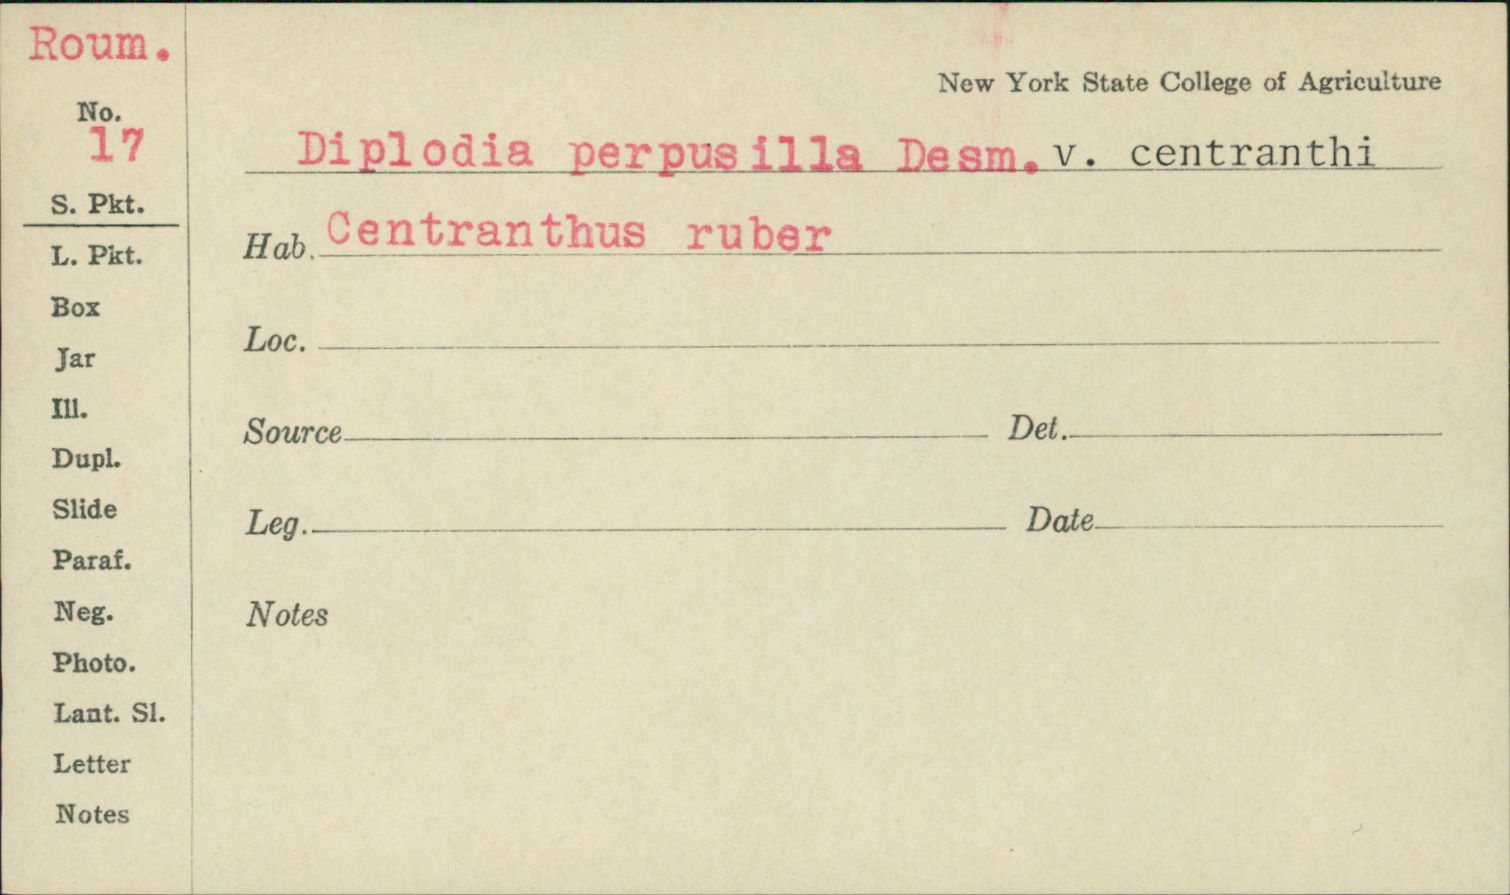 Roum.
No.
17
S. Pkt.
L. Pkt.
Box
Jar
Ill.
Dupl.
Slide
Paraf.
Neg.
Photo.
Lant. Sl.
Letter
Notes
New York State College of Agriculture
Diplodia perpusilla Desm. v. centranthi
Hab. Centranthus ruber
Loc.
Source Det.
Leg. Date
Notes